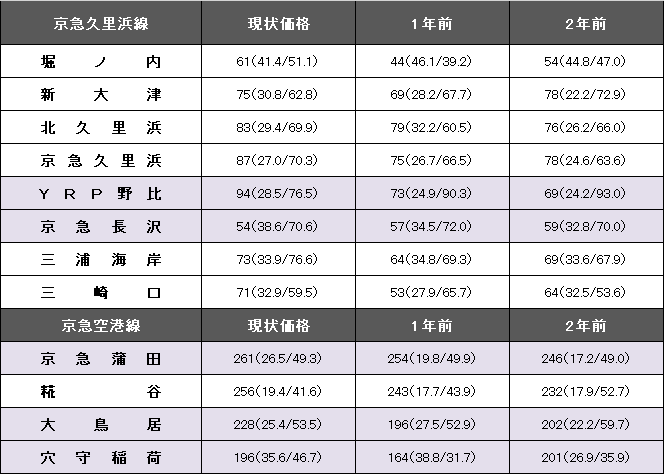 京急久里浜線 現状価格 1年前 2年前
堀ノ内 61(41.4/51.1) 44(46.1/39.2) 54(44.8/47.0)
新大津 75(30.8/62.8) 69(28.2/67.7) 78(22.2/72.9)
北久里浜 83(29.4/69.9) 79(32.2/60.5) 76(26.2/66.0)
京急久里浜 87(27.0/70.3) 75(26.7/66.5) 78(24.6/63.6)
YRP野比 94(28.5/76.5) 73(24.9/90.3) 69(24.2/93.0)
京急長沢 54(38.6/70.6) 57(34.5/72.0) 59(32.8/70.0)
三浦海岸 73(33.9/76.6) 64(34.8/69.3) 69(33.6/67.9)
三崎口 71(32.9/59.5) 53(27.9/65.7) 64(32.5/53.6)
京急空港線 現状価格 1年前 2年前
京急蒲田 261(26.5/49.3) 254(19.8/49.9) 246(17.2/49.0)
糀谷 256(19.4/41.6) 243(17.7/43.9) 232(17.9/52.7)
大鳥居 228(25.4/53.5) 196(27.5/52.9) 202(22.2/59.7)
穴守稲荷 196(35.6/46.7) 164(38.8/31.7) 201(26.9/35.9)